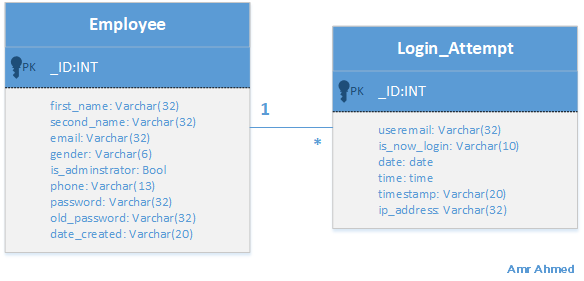 Employee
PK _ID:INT
first_name: Varchar(32)
second_name: Varchar(32)
email: Varchar(32)
gender: Varchar(6)
is_adminstrator: Bool
phone: Varchar(13)
password: Varchar(32)
old_password: Varchar(32)
date_created: Varchar(20)
1
*
Login_Attempt
PK _ID:INT
useremail: Varchar(32)
is_now_login: Varchar(10)
date: date
time: time
timestamp: Varchar(20)
ip_address: Varchar(32)
Amr Ahmed